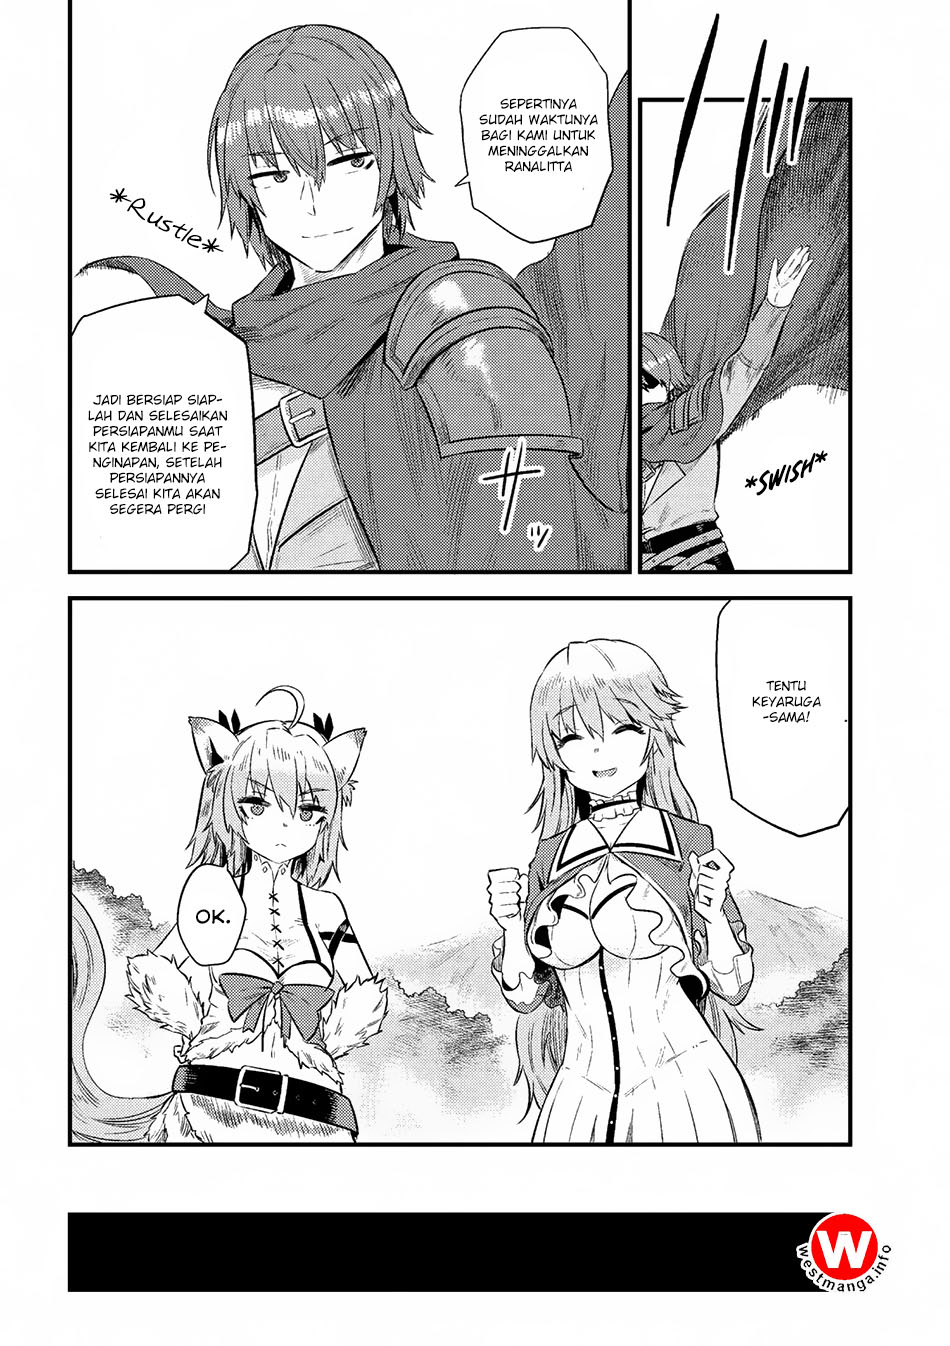 *SWISH*
SEPERTINYA
SUDAH WAKTUNYA
BAGI KAMI UNTUK
MENINGGALKAN
RANALITTA
*Rustle*
JADI BERSIAP SIAP-
LAH DAN SELESAIKAN
PERSIAPANMU SAAT
KITA KEMBALI KE PE-
NGINAPAN, SETELAH
PERSIAPANNYA
SELESAI KITA AKAN
SEGERA PERGI
TENTU
KEYARUGA
-SAMA!
OK.
W
westmanga.info